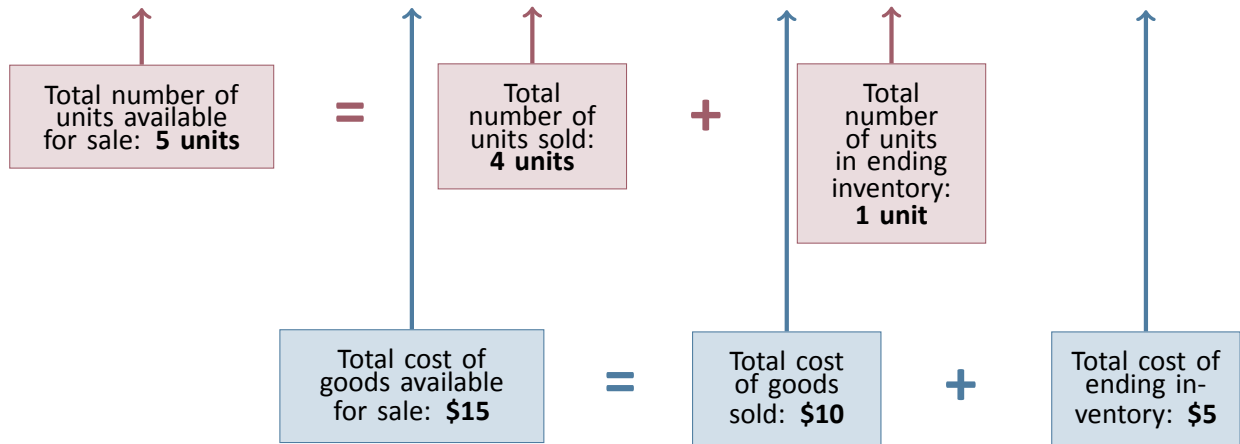 Total number of
units available
for sale: 5 units
=
Total
number of
units sold:
4 units
+
Total
number
of units
in ending
inventory:
1 unit
Total cost of
goods available
for sale: $15
=
Total cost
of goods
sold: $10
+
Total cost of
ending in-
ventory: $5